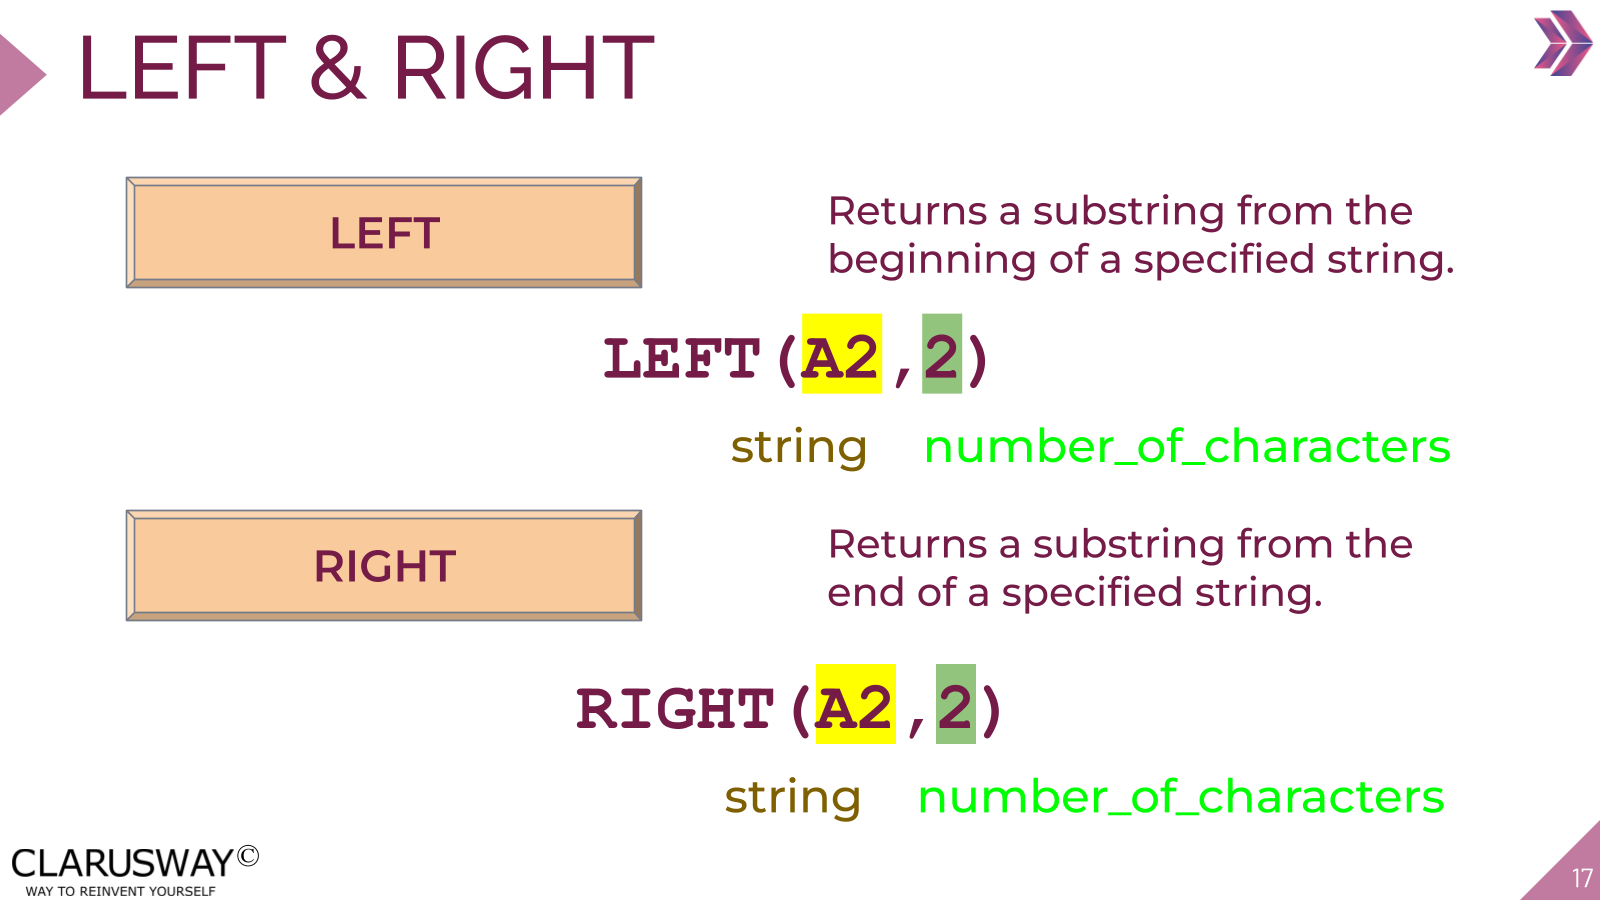 LEFT & RIGHT
LEFT
Returns a substring from the
beginning of a specified string.
LEFT(A2,2)
string number_of_characters
RIGHT
Returns a substring from the
end of a specified string.
RIGHT(A2,2)
string number_of_characters
CLARUSWAY©
WAY TO REINVENT YOURSELF
17